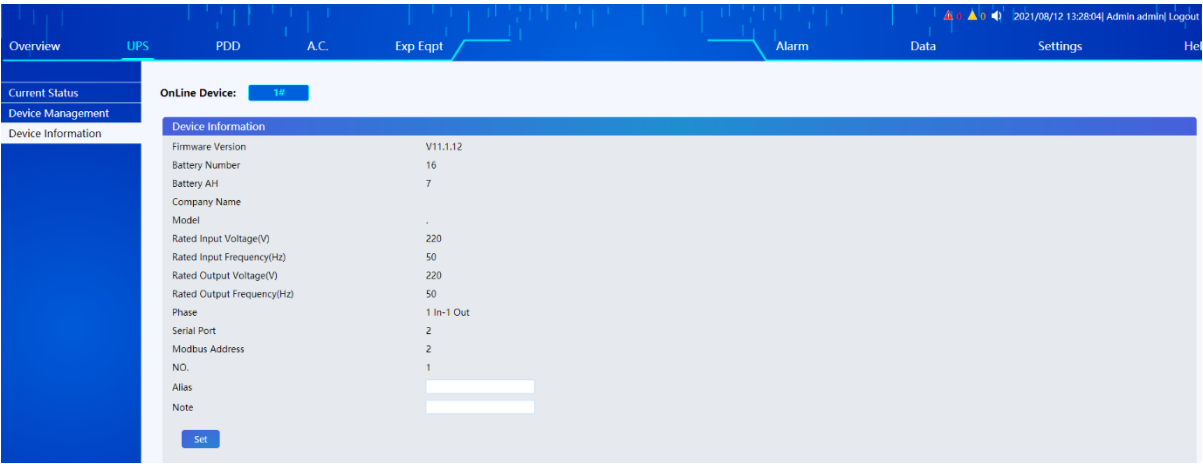 0 0 2021/08/12 13:28:04| Admin admin| Logout
Overview UPS PDD A.C. Exp Eqpt Alarm Data Settings Hel
Current Status
Device Management
Device Information
OnLine Device: 1#
Device Information
Firmware Version V11.1.12
Battery Number 16
Battery AH 7
Company Name
Model .
Rated Input Voltage(V) 220
Rated Input Frequency(Hz) 50
Rated Output Voltage(V) 220
Rated Output Frequency(Hz) 50
Phase 1 In-1 Out
Serial Port 2
Modbus Address 2
NO. 1
Alias
Note
Set